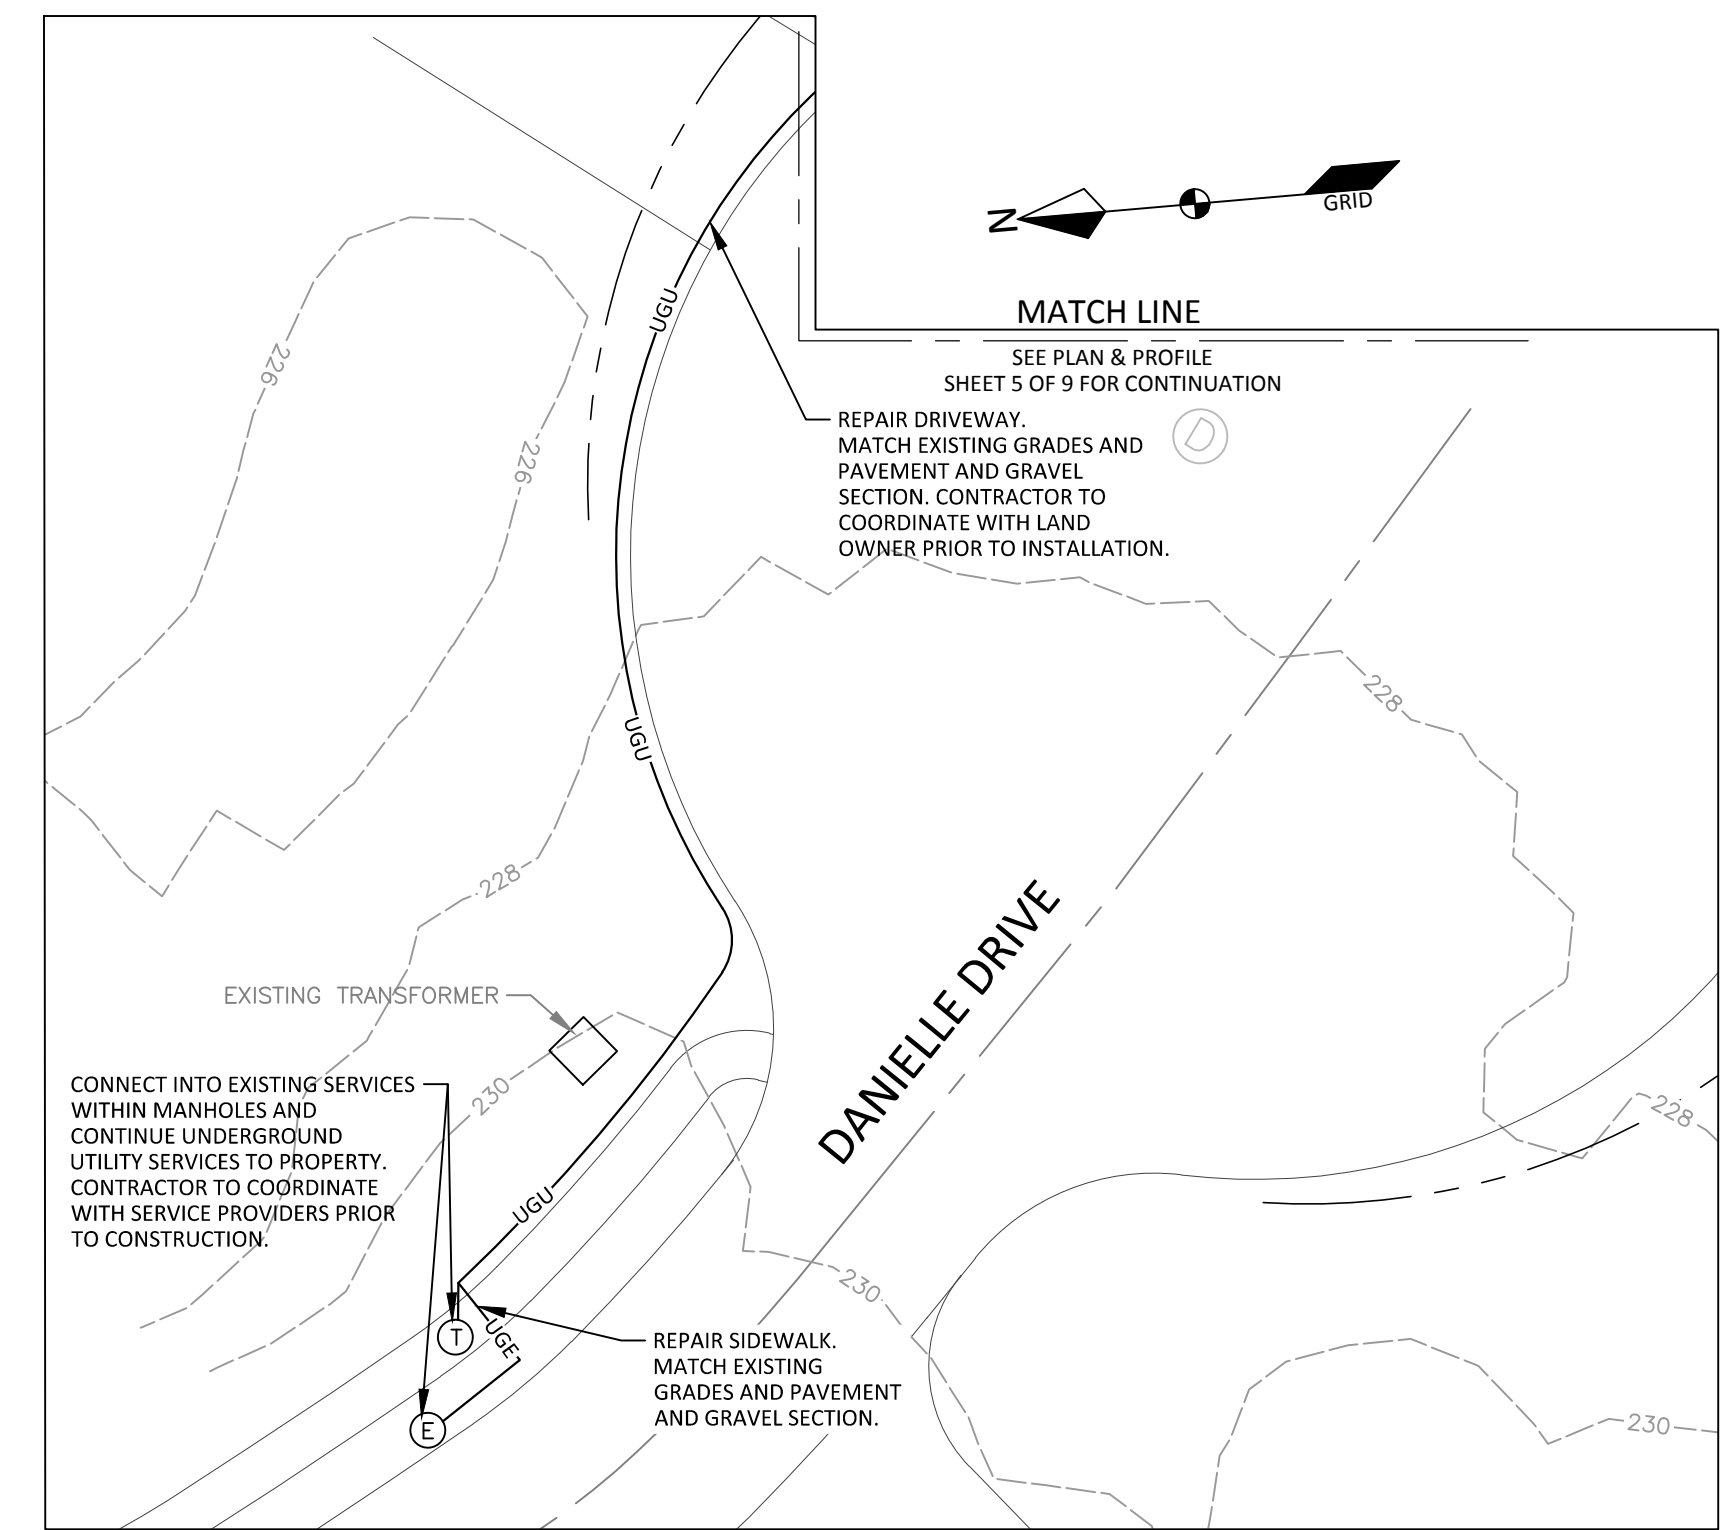 N
GRID
MATCH LINE
SEE PLAN & PROFILE
SHEET 5 OF 9 FOR CONTINUATION
D
REPAIR DRIVEWAY.
MATCH EXISTING GRADES AND
PAVEMENT AND GRAVEL
SECTION. CONTRACTOR TO
COORDINATE WITH LAND
OWNER PRIOR TO INSTALLATION.
UGU
226
226
228
UGU
228
DANIELLE DRIVE
EXISTING TRANSFORMER
230
CONNECT INTO EXISTING SERVICES
WITHIN MANHOLES AND
CONTINUE UNDERGROUND
UTILITY SERVICES TO PROPERTY.
CONTRACTOR TO COORDINATE
WITH SERVICE PROVIDERS PRIOR
TO CONSTRUCTION.
228
UGU
230
T
UGE
REPAIR SIDEWALK.
MATCH EXISTING
GRADES AND PAVEMENT
AND GRAVEL SECTION.
E
230